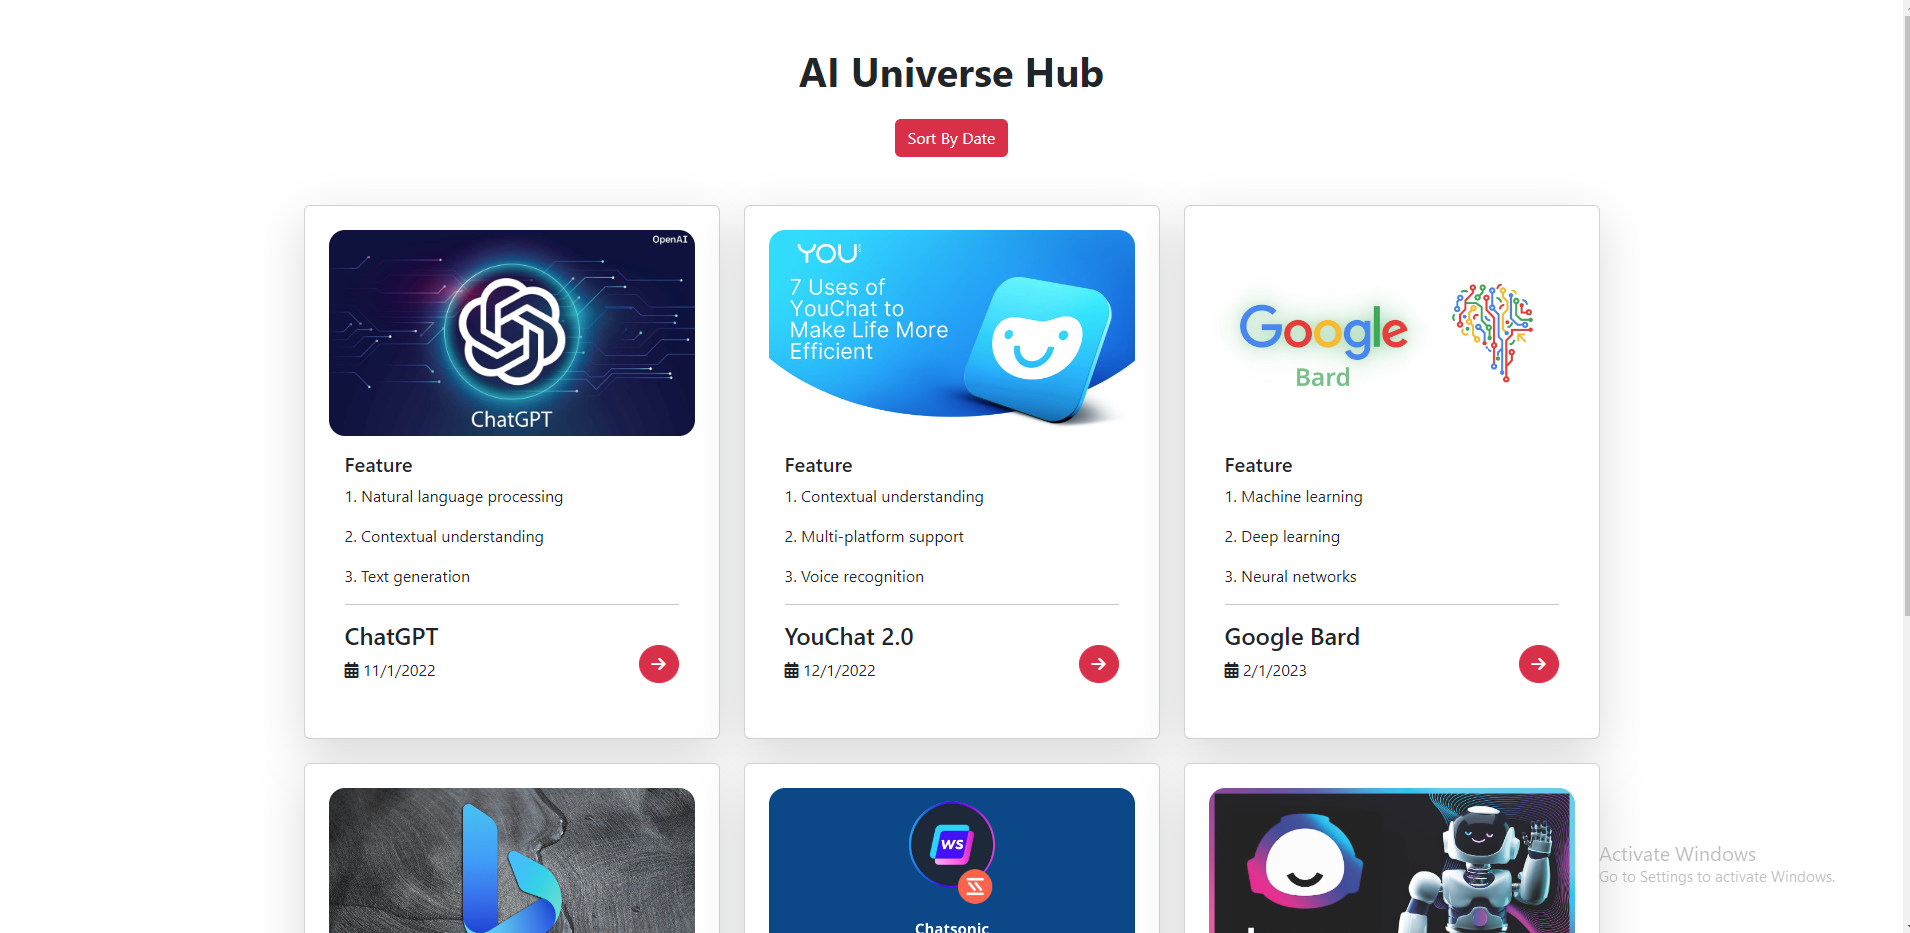 AI Universe Hub
Sort By Date
OpenAI
ChatGPT
Feature
1. Natural language processing
2. Contextual understanding
3. Text generation
ChatGPT
11/1/2022
YOU
7 Uses of
YouChat to
Make Life More
Efficient
Feature
1. Contextual understanding
2. Multi-platform support
3. Voice recognition
YouChat 2.0
12/1/2022
Google
Bard
Feature
1. Machine learning
2. Deep learning
3. Neural networks
Google Bard
2/1/2023
WS
Chatsonic
Activate Windows
Go to Settings to activate Windows.